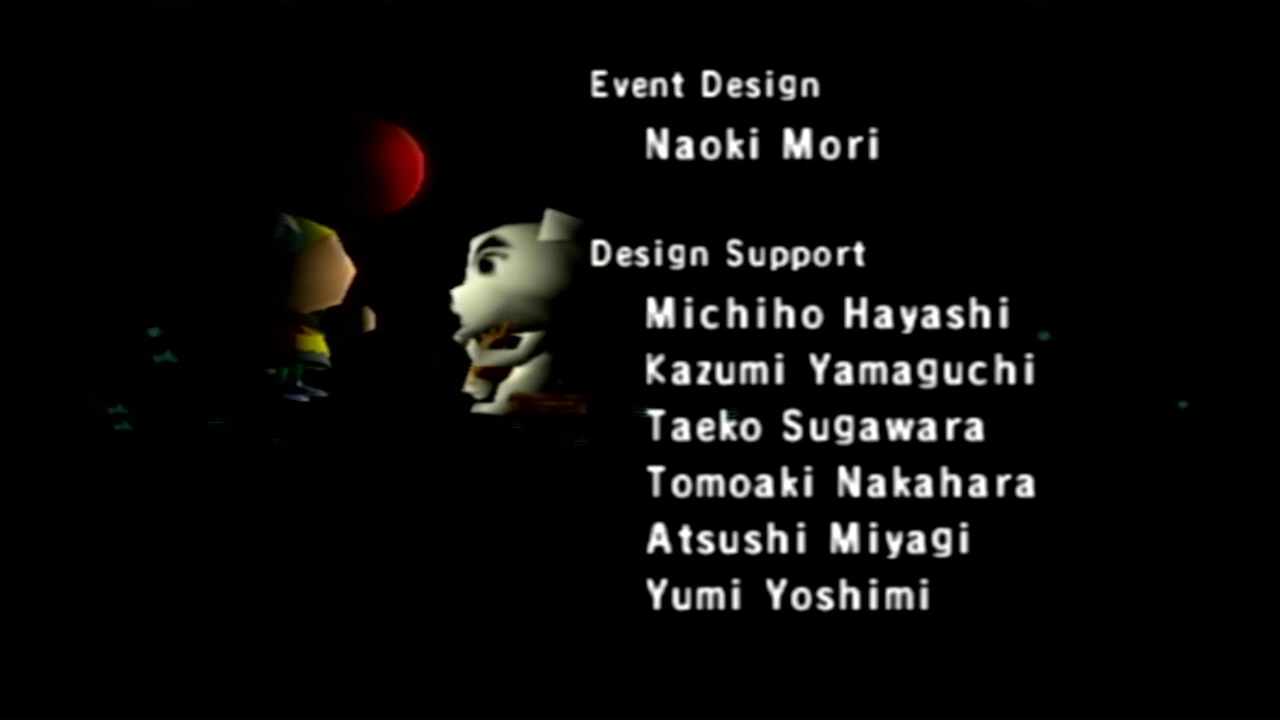 Event Design
Naoki Mori
Design Support
Michiho Hayashi
Kazumi Yamaguchi
Taeko Sugawara
Tomoaki Nakahara
Atsushi Miyagi
Yumi Yoshimi